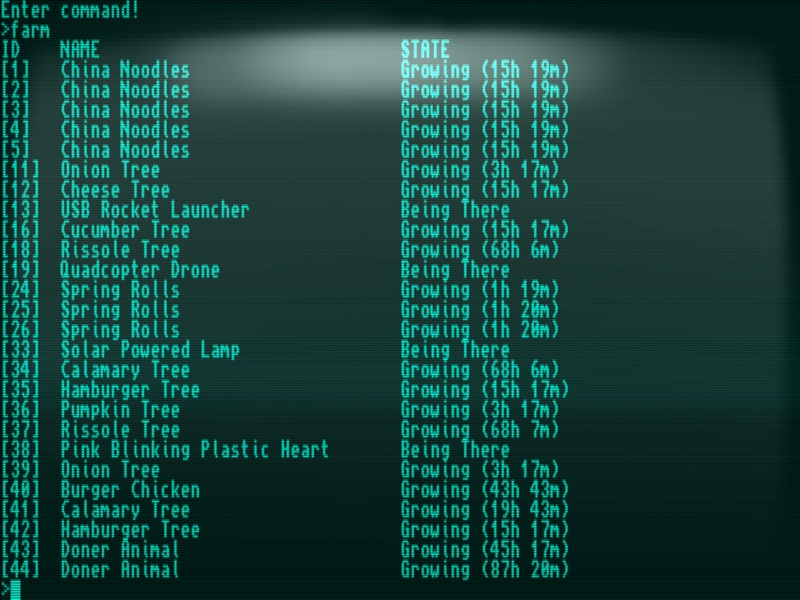 Enter command!
>farm
ID NAME STATE
[1] China Noodles Growing (15h 19m)
[2] China Noodles Growing (15h 19m)
[3] China Noodles Growing (15h 19m)
[4] China Noodles Growing (15h 19m)
[5] China Noodles Growing (15h 19m)
[11] Onion Tree Growing (3h 17m)
[12] Cheese Tree Growing (15h 17m)
[13] USB Rocket Launcher Being There
[16] Cucumber Tree Growing (15h 17m)
[18] Rissole Tree Growing (68h 6m)
[19] Quadcopter Drone Being There
[24] Spring Rolls Growing (1h 19m)
[25] Spring Rolls Growing (1h 20m)
[26] Spring Rolls Growing (1h 20m)
[33] Solar Powered Lamp Being There
[34] Calamary Tree Growing (68h 6m)
[35] Hamburger Tree Growing (15h 17m)
[36] Pumpkin Tree Growing (3h 17m)
[37] Rissole Tree Growing (68h 7m)
[38] Pink Blinking Plastic Heart Being There
[39] Onion Tree Growing (3h 17m)
[40] Burger Chicken Growing (43h 43m)
[41] Calamary Tree Growing (19h 43m)
[42] Hamburger Tree Growing (15h 17m)
[43] Doner Animal Growing (45h 17m)
[44] Doner Animal Growing (87h 20m)
>